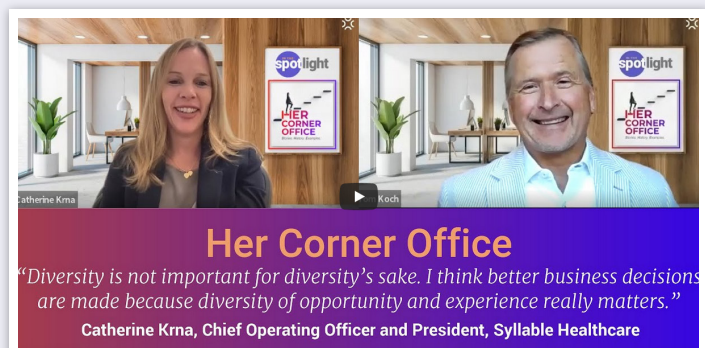 spotlight
HER
CORNER
OFFICE
spotlight
HER
CORNER
OFFICE
Catherine Krna
Koch
Her Corner Office
“Diversity is not important for diversity’s sake. I think better business decisions
are made because diversity of opportunity and experience really matters.”
Catherine Krna, Chief Operating Officer and President, Syllable Healthcare